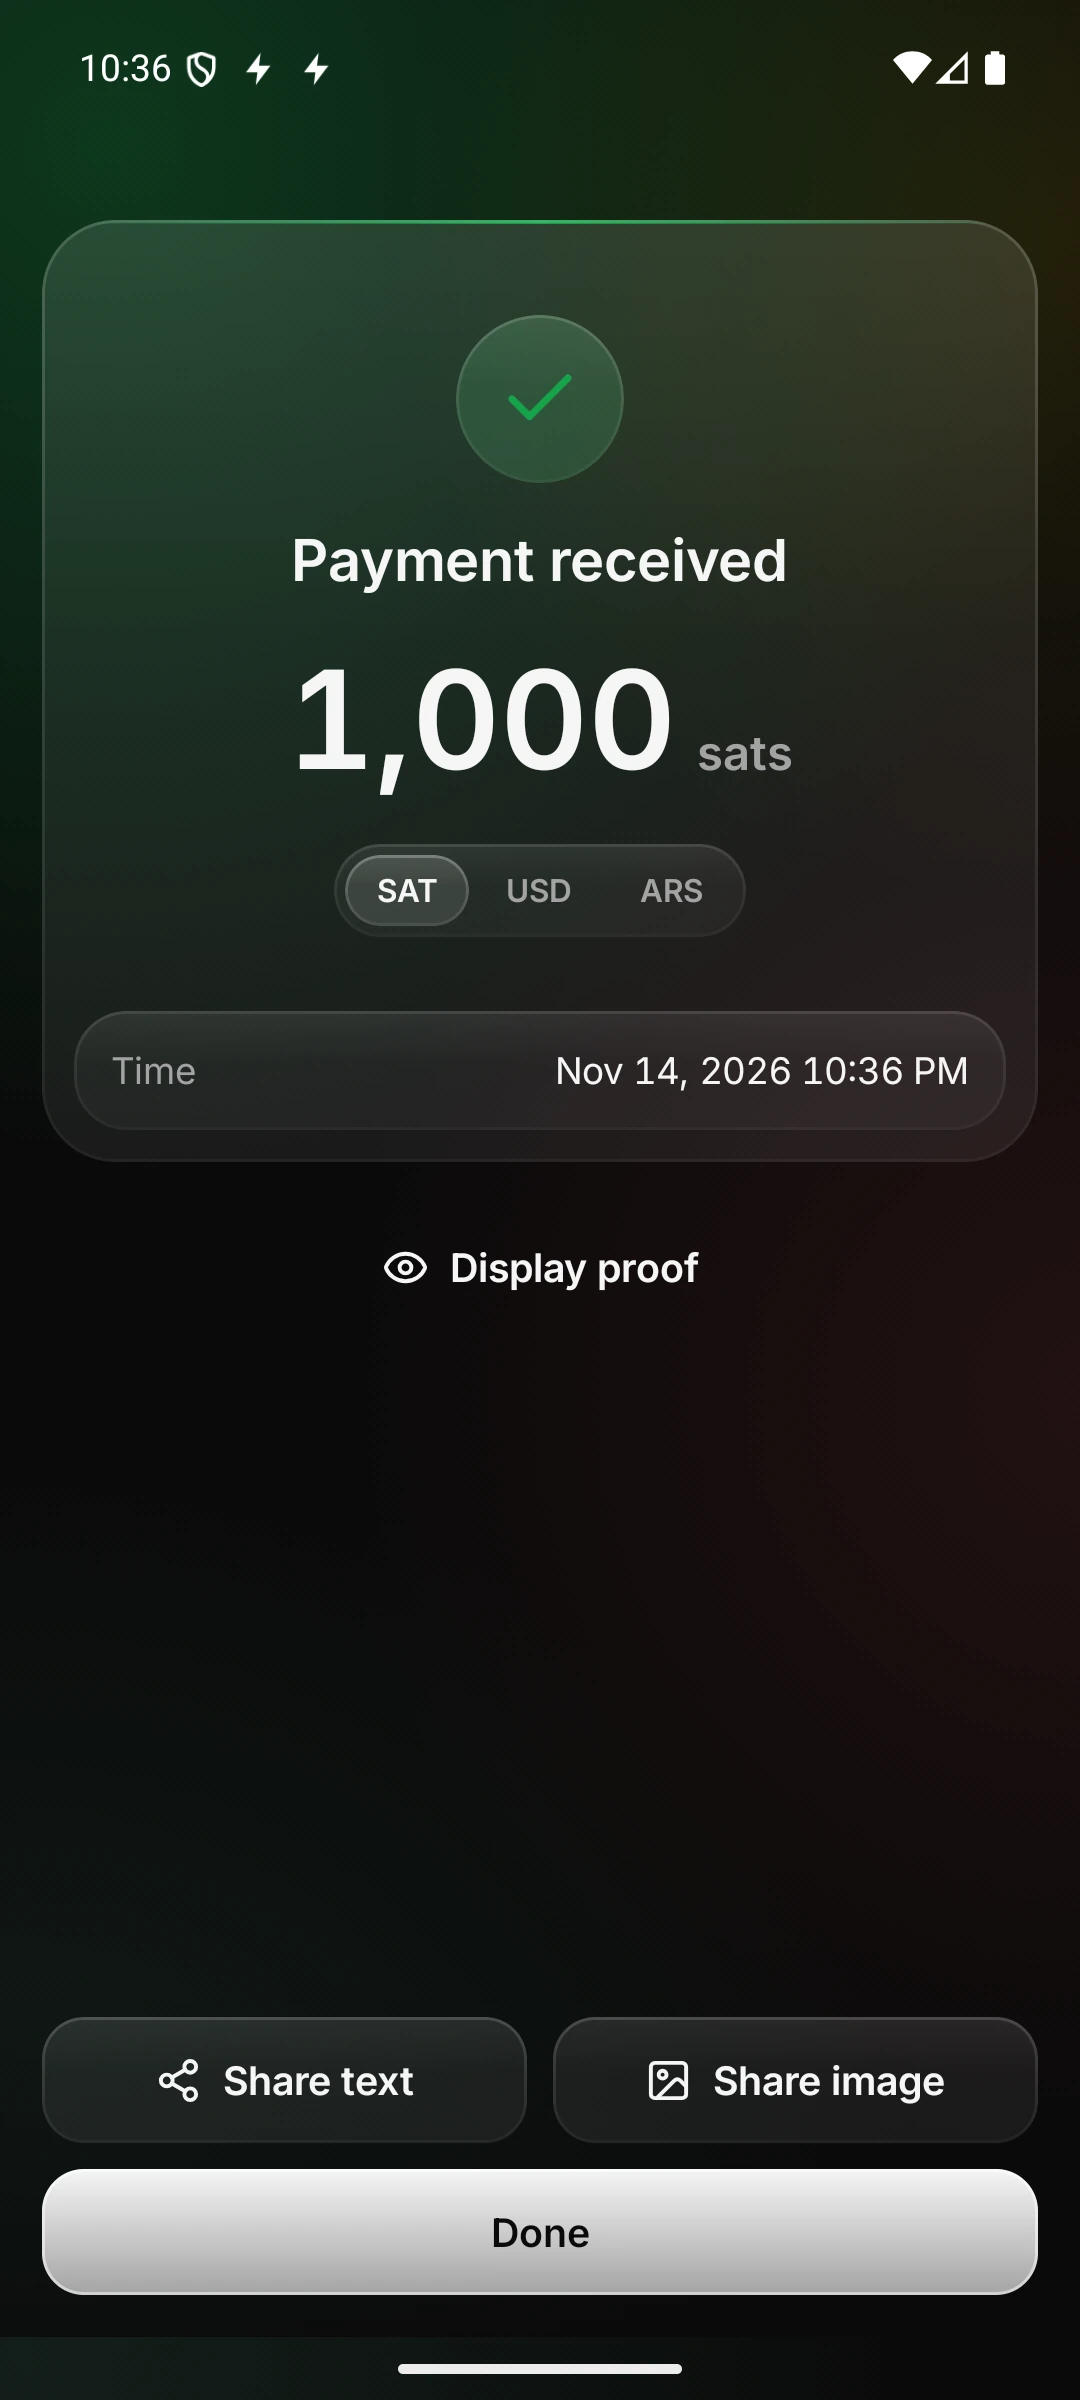 10:36
Payment received
1,000 sats
SAT USD ARS
Time Nov 14, 2026 10:36 PM
Display proof
Share text Share image
Done